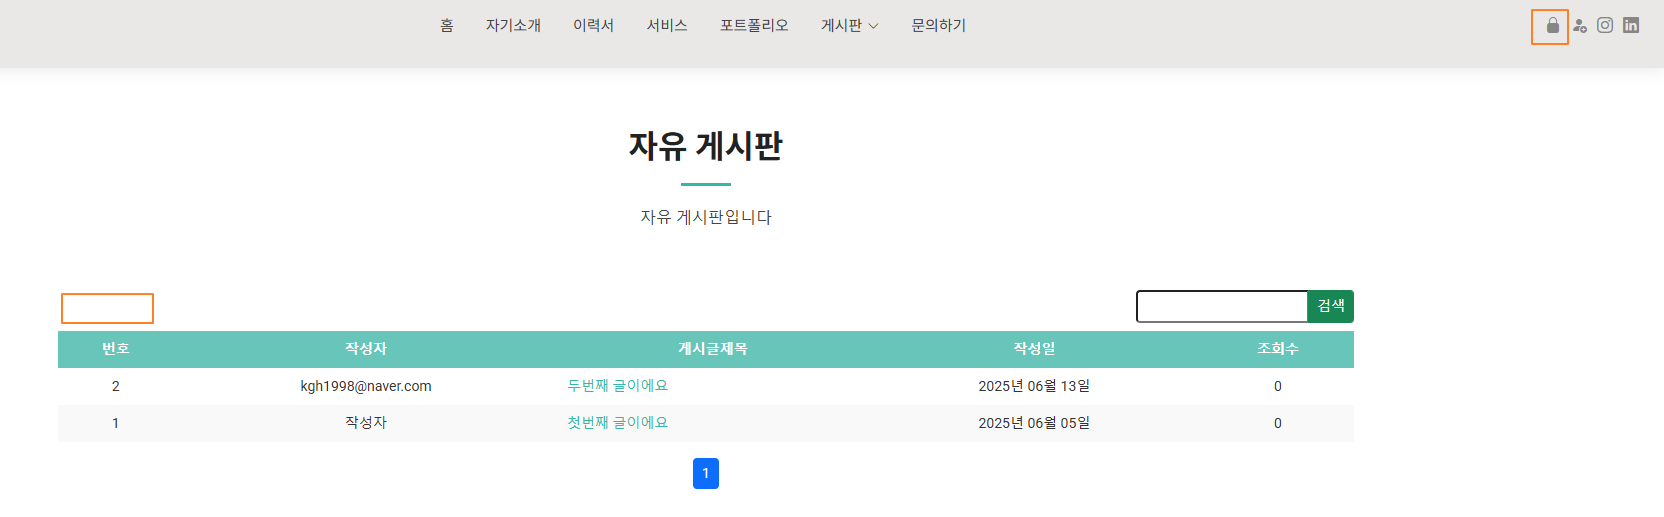 홈 자기소개 이력서 서비스 포트폴리오 게시판 문의하기
자유 게시판
자유 게시판입니다
검색
번호 작성자 게시글제목 작성일 조회수
2 kgh1998@naver.com 두번째 글이에요 2025년 06월 13일 0
1 작성자 첫번째 글이에요 2025년 06월 05일 0
1